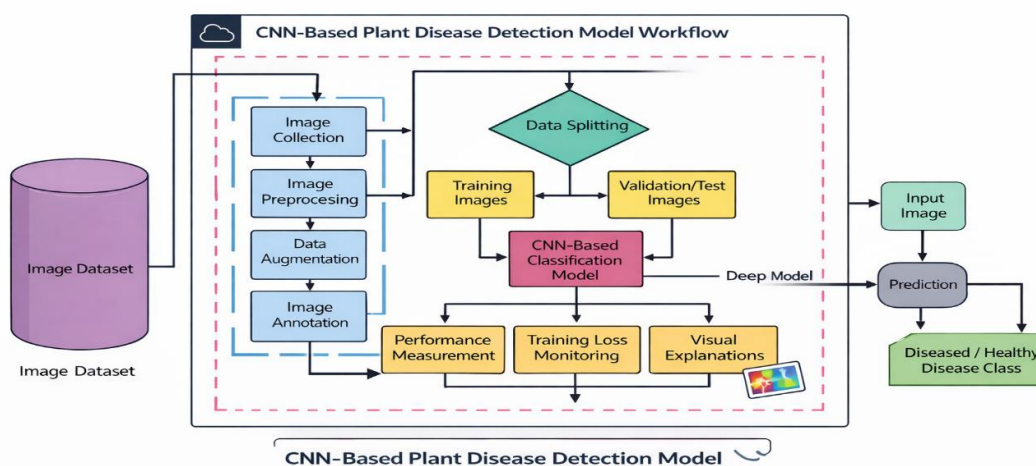 CNN-Based Plant Disease Detection Model Workflow
Image
Collection
Image
Preprocesing
Data
Augmentation
Image
Annotation
Image Dataset
Image Dataset
Data Splitting
Training
Images
Validation/Test
Images
CNN-Based
Classification
Model
Deep Model
Performance
Measurement
Training Loss
Monitoring
Visual
Explanations
Input
Image
Prediction
Diseased / Healthy
Disease Class
CNN-Based Plant Disease Detection Model